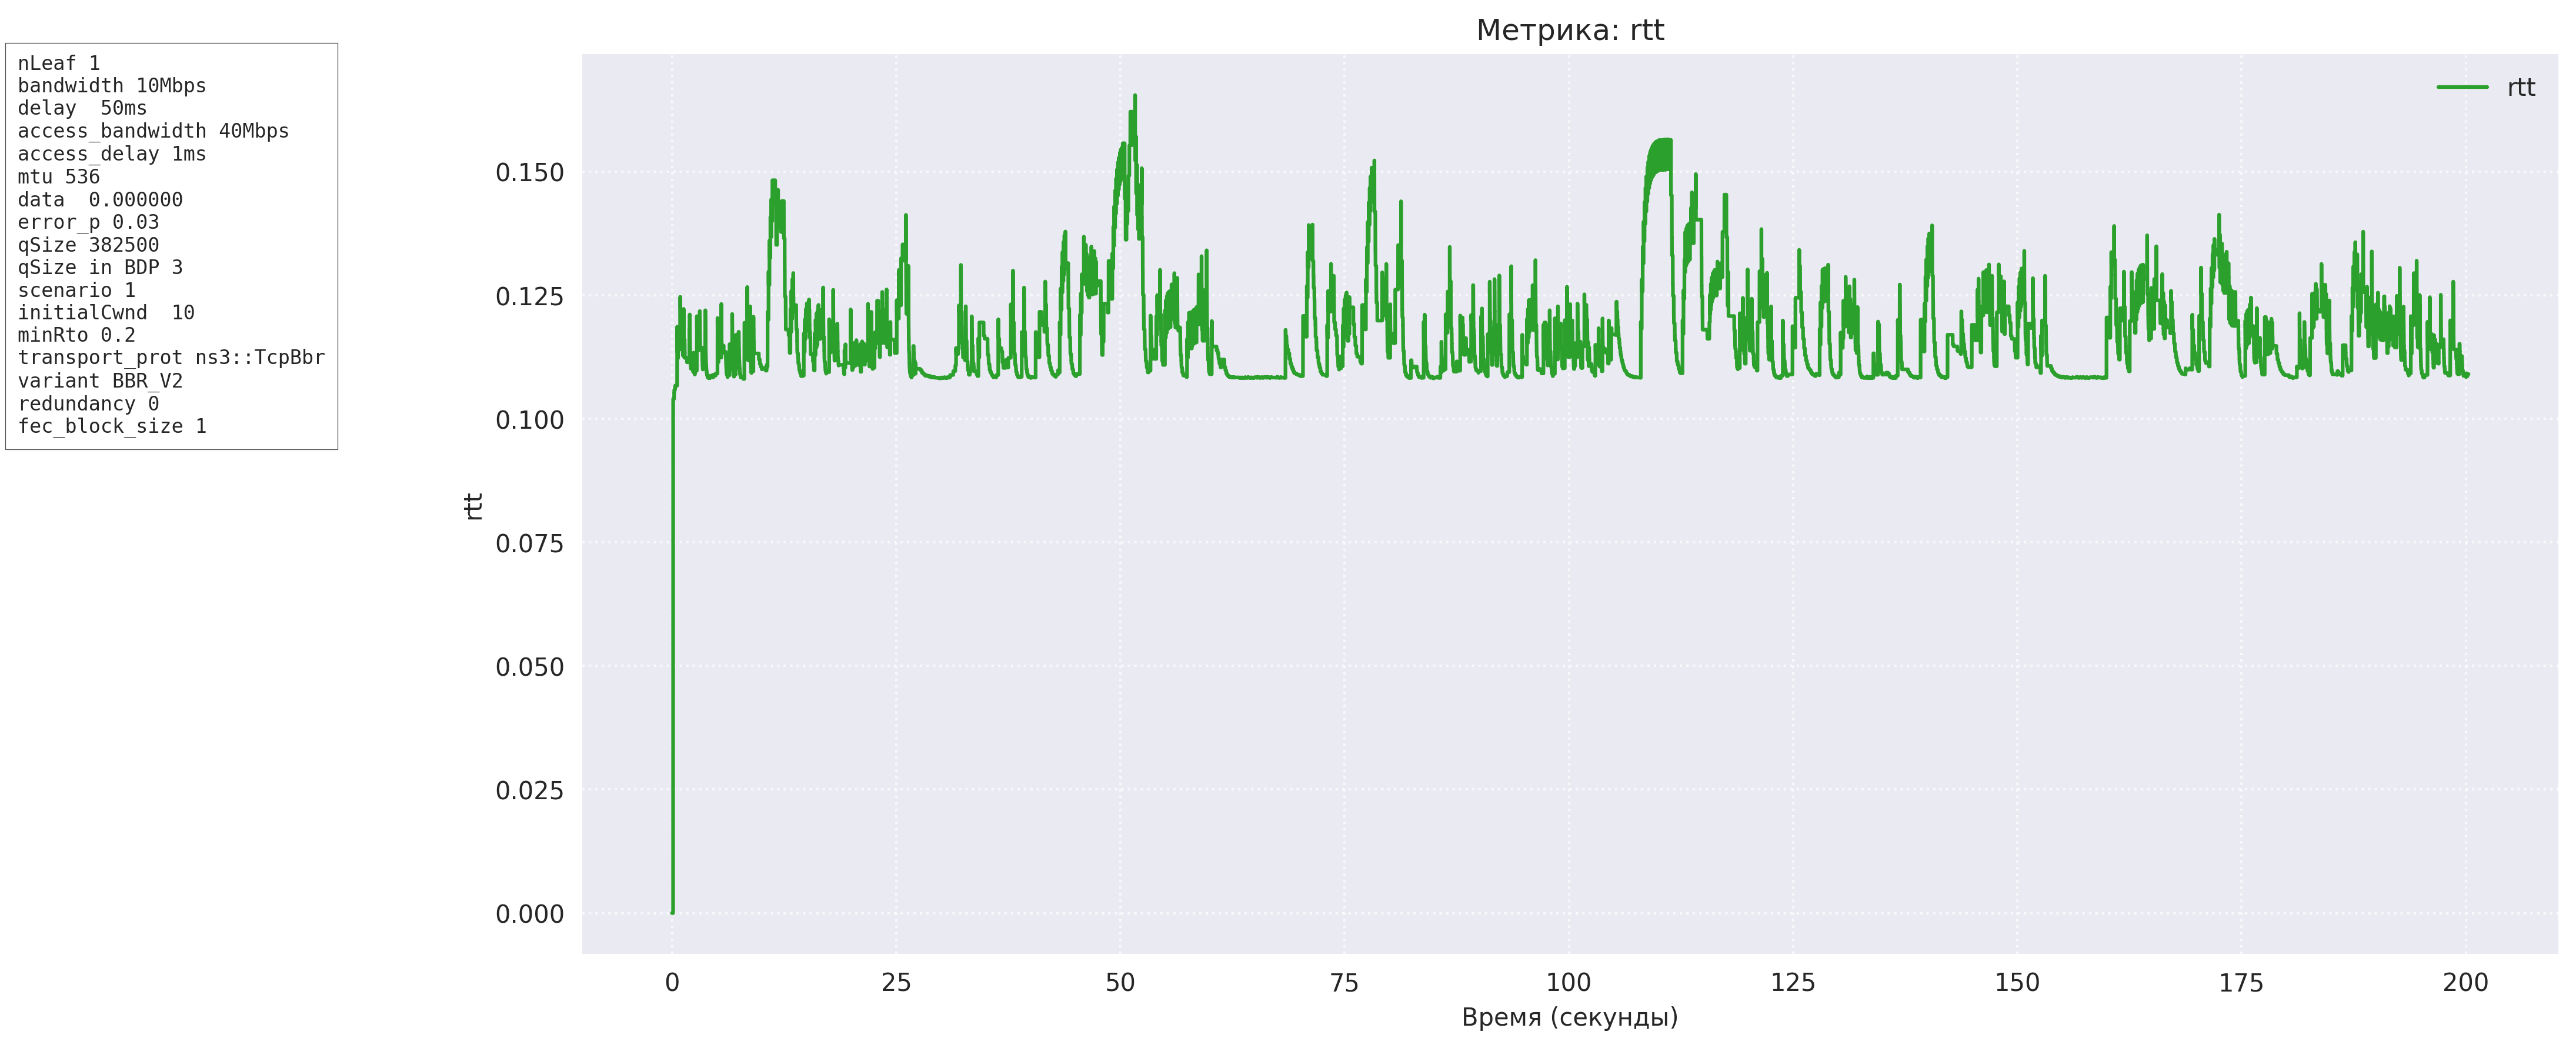 Метрика: rtt
nLeaf 1
bandwidth 10Mbps
delay  50ms
access_bandwidth 40Mbps
access_delay 1ms
mtu 536
data  0.000000
error_p 0.03
qSize 382500
qSize in BDP 3
scenario 1
initialCwnd  10
minRto 0.2
transport_prot ns3::TcpBbr
variant BBR_V2
redundancy 0
fec_block_size 1
rtt
0.150
0.125
0.100
0.075
0.050
0.025
0.000
rtt
0 25 50 75 100 125 150 175 200
Время (секунды)